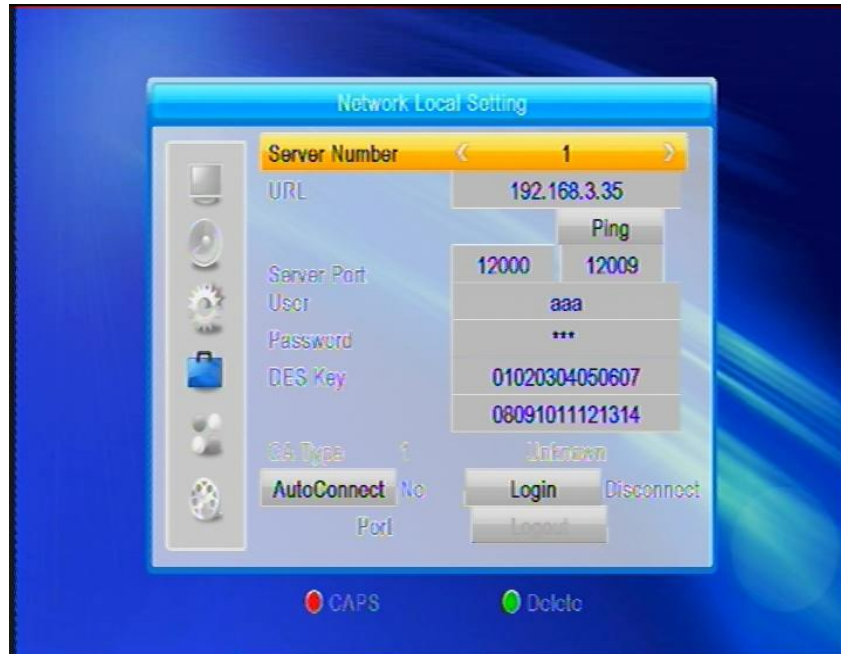 Network Local Setting
Server Number 1
URL 192.168.3.35
Ping
Server Port 12000 12009
User aaa
Password ***
DES Key 01020304050607
08091011121314
CA Type 1 Unknown
AutoConnect No Login Disconnect
Port Logout
CAPS Delete